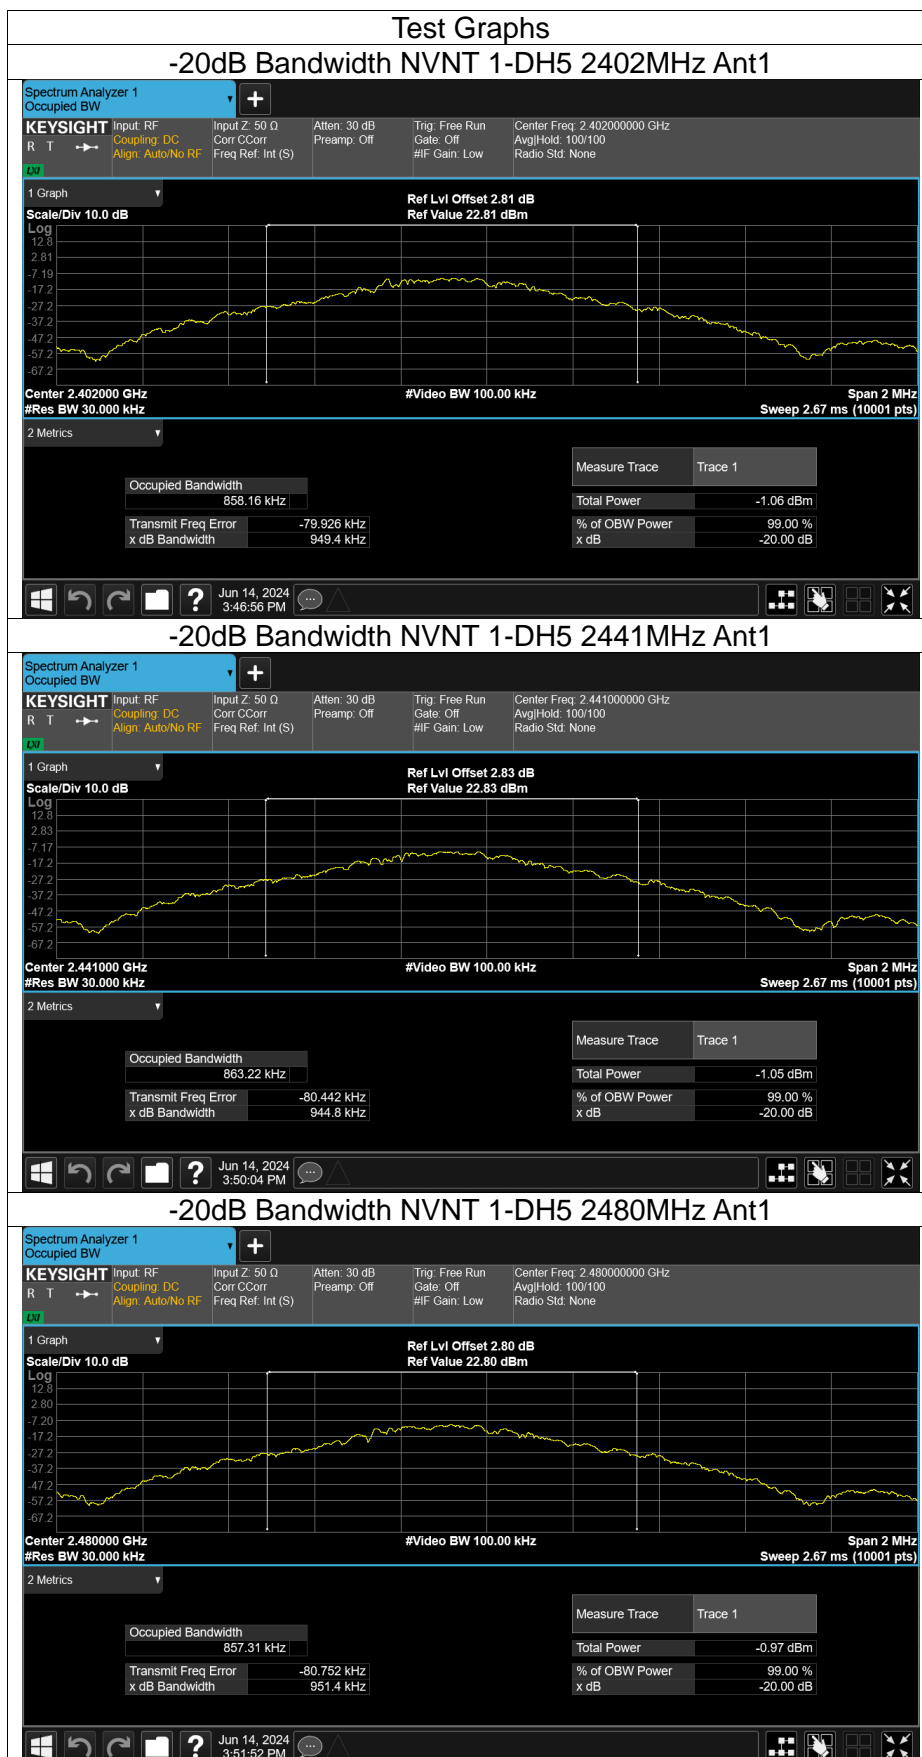 Test Graphs
-20dB Bandwidth NVNT 1-DH5 2402MHz Ant1
Spectrum Analyzer 1
Occupied BW
KEYSIGHT Input: RF Input Z: 50 Ω Atten: 30 dB Trig: Free Run Center Freq: 2.402000000 GHz
R T Coupling: DC Corr CCorr Preamp: Off Gate: Off Avg|Hold: 100/100
Align: Auto/No RF Freq Ref: Int (S) #IF Gain: Low Radio Std: None
LXI
1 Graph
Ref Lvl Offset 2.81 dB
Scale/Div 10.0 dB Ref Value 22.81 dBm
Log
12.8
2.81
-7.19
-17.2
-27.2
-37.2
-47.2
-57.2
-67.2
Center 2.402000 GHz #Video BW 100.00 kHz Span 2 MHz
#Res BW 30.000 kHz Sweep 2.67 ms (10001 pts)
2 Metrics
Measure Trace Trace 1
Occupied Bandwidth
858.16 kHz Total Power -1.06 dBm
Transmit Freq Error -79.926 kHz % of OBW Power 99.00 %
x dB Bandwidth 949.4 kHz x dB -20.00 dB
? Jun 14, 2024
3:46:56 PM
-20dB Bandwidth NVNT 1-DH5 2441MHz Ant1
Spectrum Analyzer 1
Occupied BW
KEYSIGHT Input: RF Input Z: 50 Ω Atten: 30 dB Trig: Free Run Center Freq: 2.441000000 GHz
R T Coupling: DC Corr CCorr Preamp: Off Gate: Off Avg|Hold: 100/100
Align: Auto/No RF Freq Ref: Int (S) #IF Gain: Low Radio Std: None
LXI
1 Graph
Ref Lvl Offset 2.83 dB
Scale/Div 10.0 dB Ref Value 22.83 dBm
Log
12.8
2.83
-7.17
-17.2
-27.2
-37.2
-47.2
-57.2
-67.2
Center 2.441000 GHz #Video BW 100.00 kHz Span 2 MHz
#Res BW 30.000 kHz Sweep 2.67 ms (10001 pts)
2 Metrics
Measure Trace Trace 1
Occupied Bandwidth
863.22 kHz Total Power -1.05 dBm
Transmit Freq Error -80.442 kHz % of OBW Power 99.00 %
x dB Bandwidth 944.8 kHz x dB -20.00 dB
? Jun 14, 2024
3:50:04 PM
-20dB Bandwidth NVNT 1-DH5 2480MHz Ant1
Spectrum Analyzer 1
Occupied BW
KEYSIGHT Input: RF Input Z: 50 Ω Atten: 30 dB Trig: Free Run Center Freq: 2.480000000 GHz
R T Coupling: DC Corr CCorr Preamp: Off Gate: Off Avg|Hold: 100/100
Align: Auto/No RF Freq Ref: Int (S) #IF Gain: Low Radio Std: None
LXI
1 Graph
Ref Lvl Offset 2.80 dB
Scale/Div 10.0 dB Ref Value 22.80 dBm
Log
12.8
2.80
-7.20
-17.2
-27.2
-37.2
-47.2
-57.2
-67.2
Center 2.480000 GHz #Video BW 100.00 kHz Span 2 MHz
#Res BW 30.000 kHz Sweep 2.67 ms (10001 pts)
2 Metrics
Measure Trace Trace 1
Occupied Bandwidth
857.31 kHz Total Power -0.97 dBm
Transmit Freq Error -80.752 kHz % of OBW Power 99.00 %
x dB Bandwidth 951.4 kHz x dB -20.00 dB
? Jun 14, 2024
3:51:52 PM